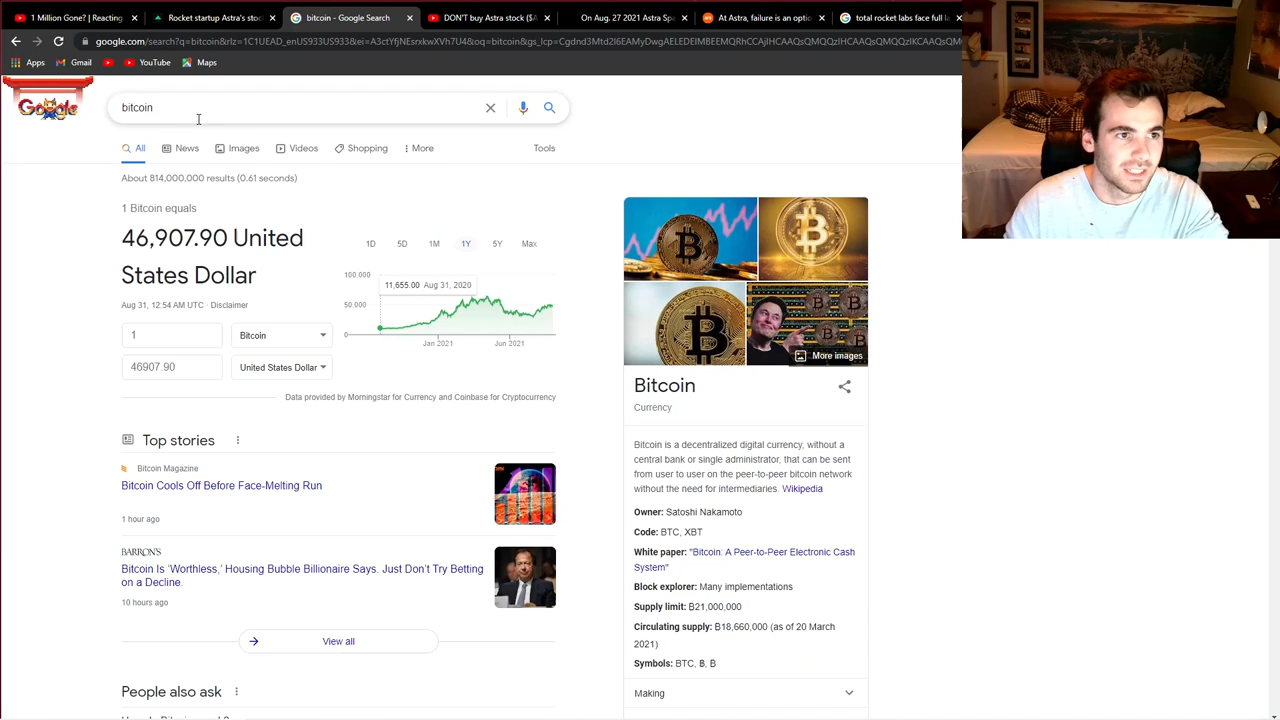 1 Million Gone? | Reacting
Rocket startup Astra's stoc
bitcoin - Google Search
DON'T buy Astra stock ($A
On Aug. 27 2021 Astra Spa
At Astra, failure is an optio
total rocket labs face full la
Apps
Gmail
YouTube
Maps
Google
bitcoin
All
News
Images
Videos
Shopping
More
Tools
About 814,000,000 results (0.61 seconds)
1 Bitcoin equals
46,907.90 United
States Dollar
Aug 31, 12:54 AM UTC · Disclaimer
1
Bitcoin
46907.90
United States Dollar
1D
5D
1M
1Y
5Y
Max
100,000
11,655.00 Aug 31, 2020
50,000
0
Jan 2021
Jun 2021
Data provided by Morningstar for Currency and Coinbase for Cryptocurrency
Top stories
Bitcoin Magazine
Bitcoin Cools Off Before Face-Melting Run
1 hour ago
BARRON'S
Bitcoin Is 'Worthless,' Housing Bubble Billionaire Says. Just Don't Try Betting
on a Decline.
10 hours ago
View all
People also ask
More images
Bitcoin
Currency
Bitcoin is a decentralized digital currency, without a
central bank or single administrator, that can be sent
from user to user on the peer-to-peer bitcoin network
without the need for intermediaries. Wikipedia
Owner: Satoshi Nakamoto
Code: BTC, XBT
White paper: "Bitcoin: A Peer-to-Peer Electronic Cash
System"
Block explorer: Many implementations
Supply limit: ₿21,000,000
Circulating supply: ₿18,660,000 (as of 20 March
2021)
Symbols: BTC, ₿, Ƀ
Making